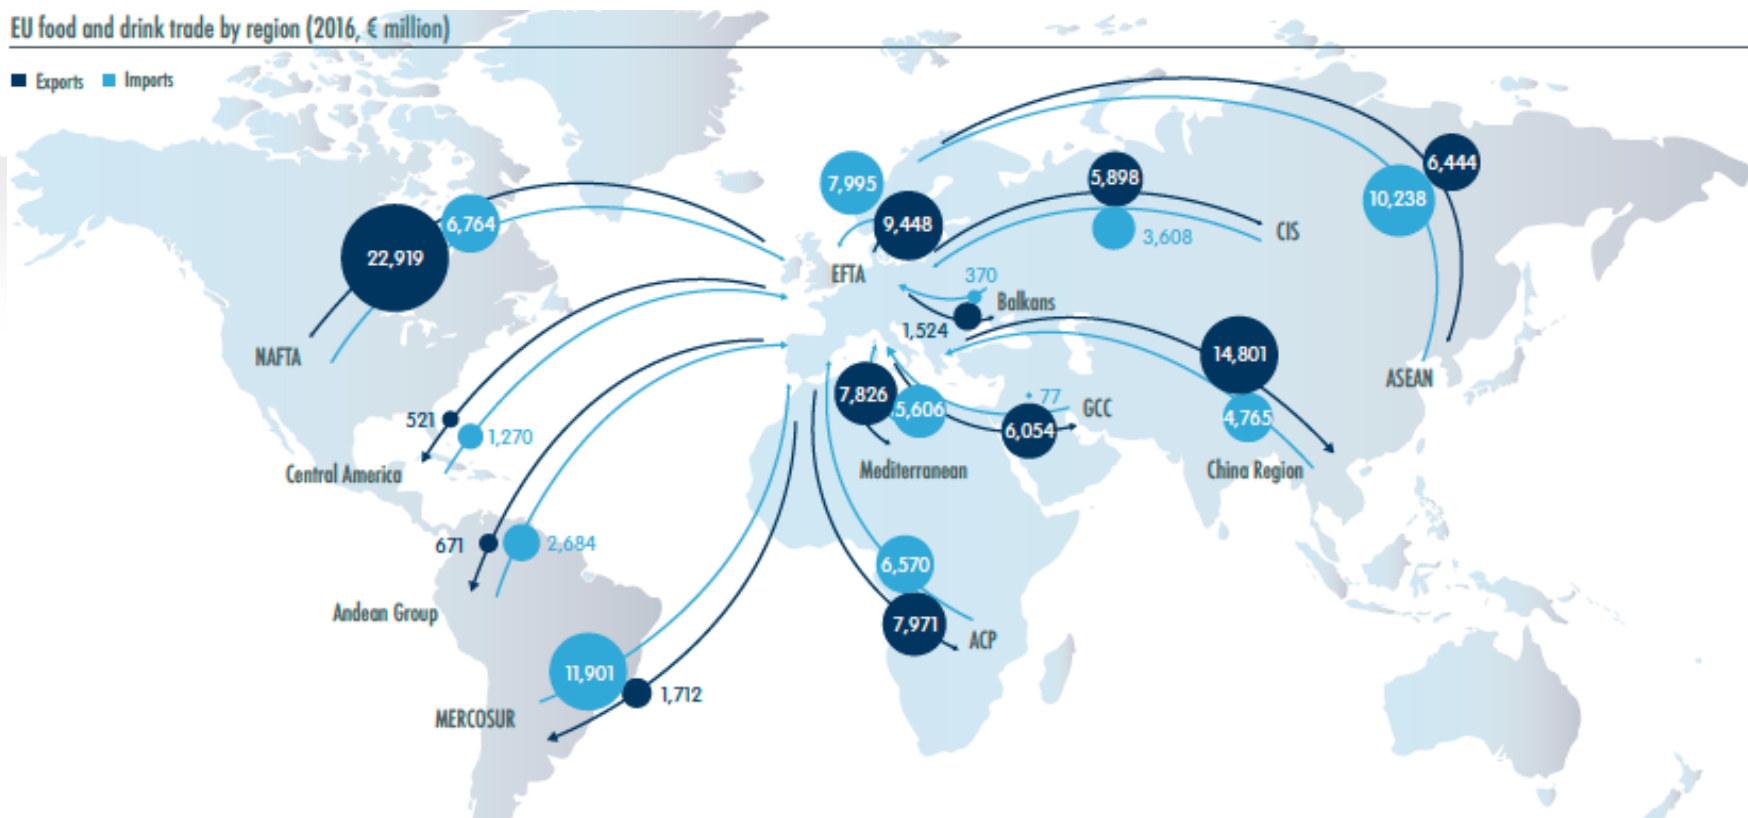 EU food and drink trade by region (2016, € million)
Exports Imports
7,995
9,448
EFTA
5,898
3,608
CIS
6,444
10,238
ASEAN
6,764
22,919
NAFTA
370
Balkans
1,524
14,801
4,765
China Region
7,826
5,606
Mediterranean
77
GCC
6,054
521
1,270
Central America
671
2,684
Andean Group
6,570
7,971
ACP
11,901
1,712
MERCOSUR